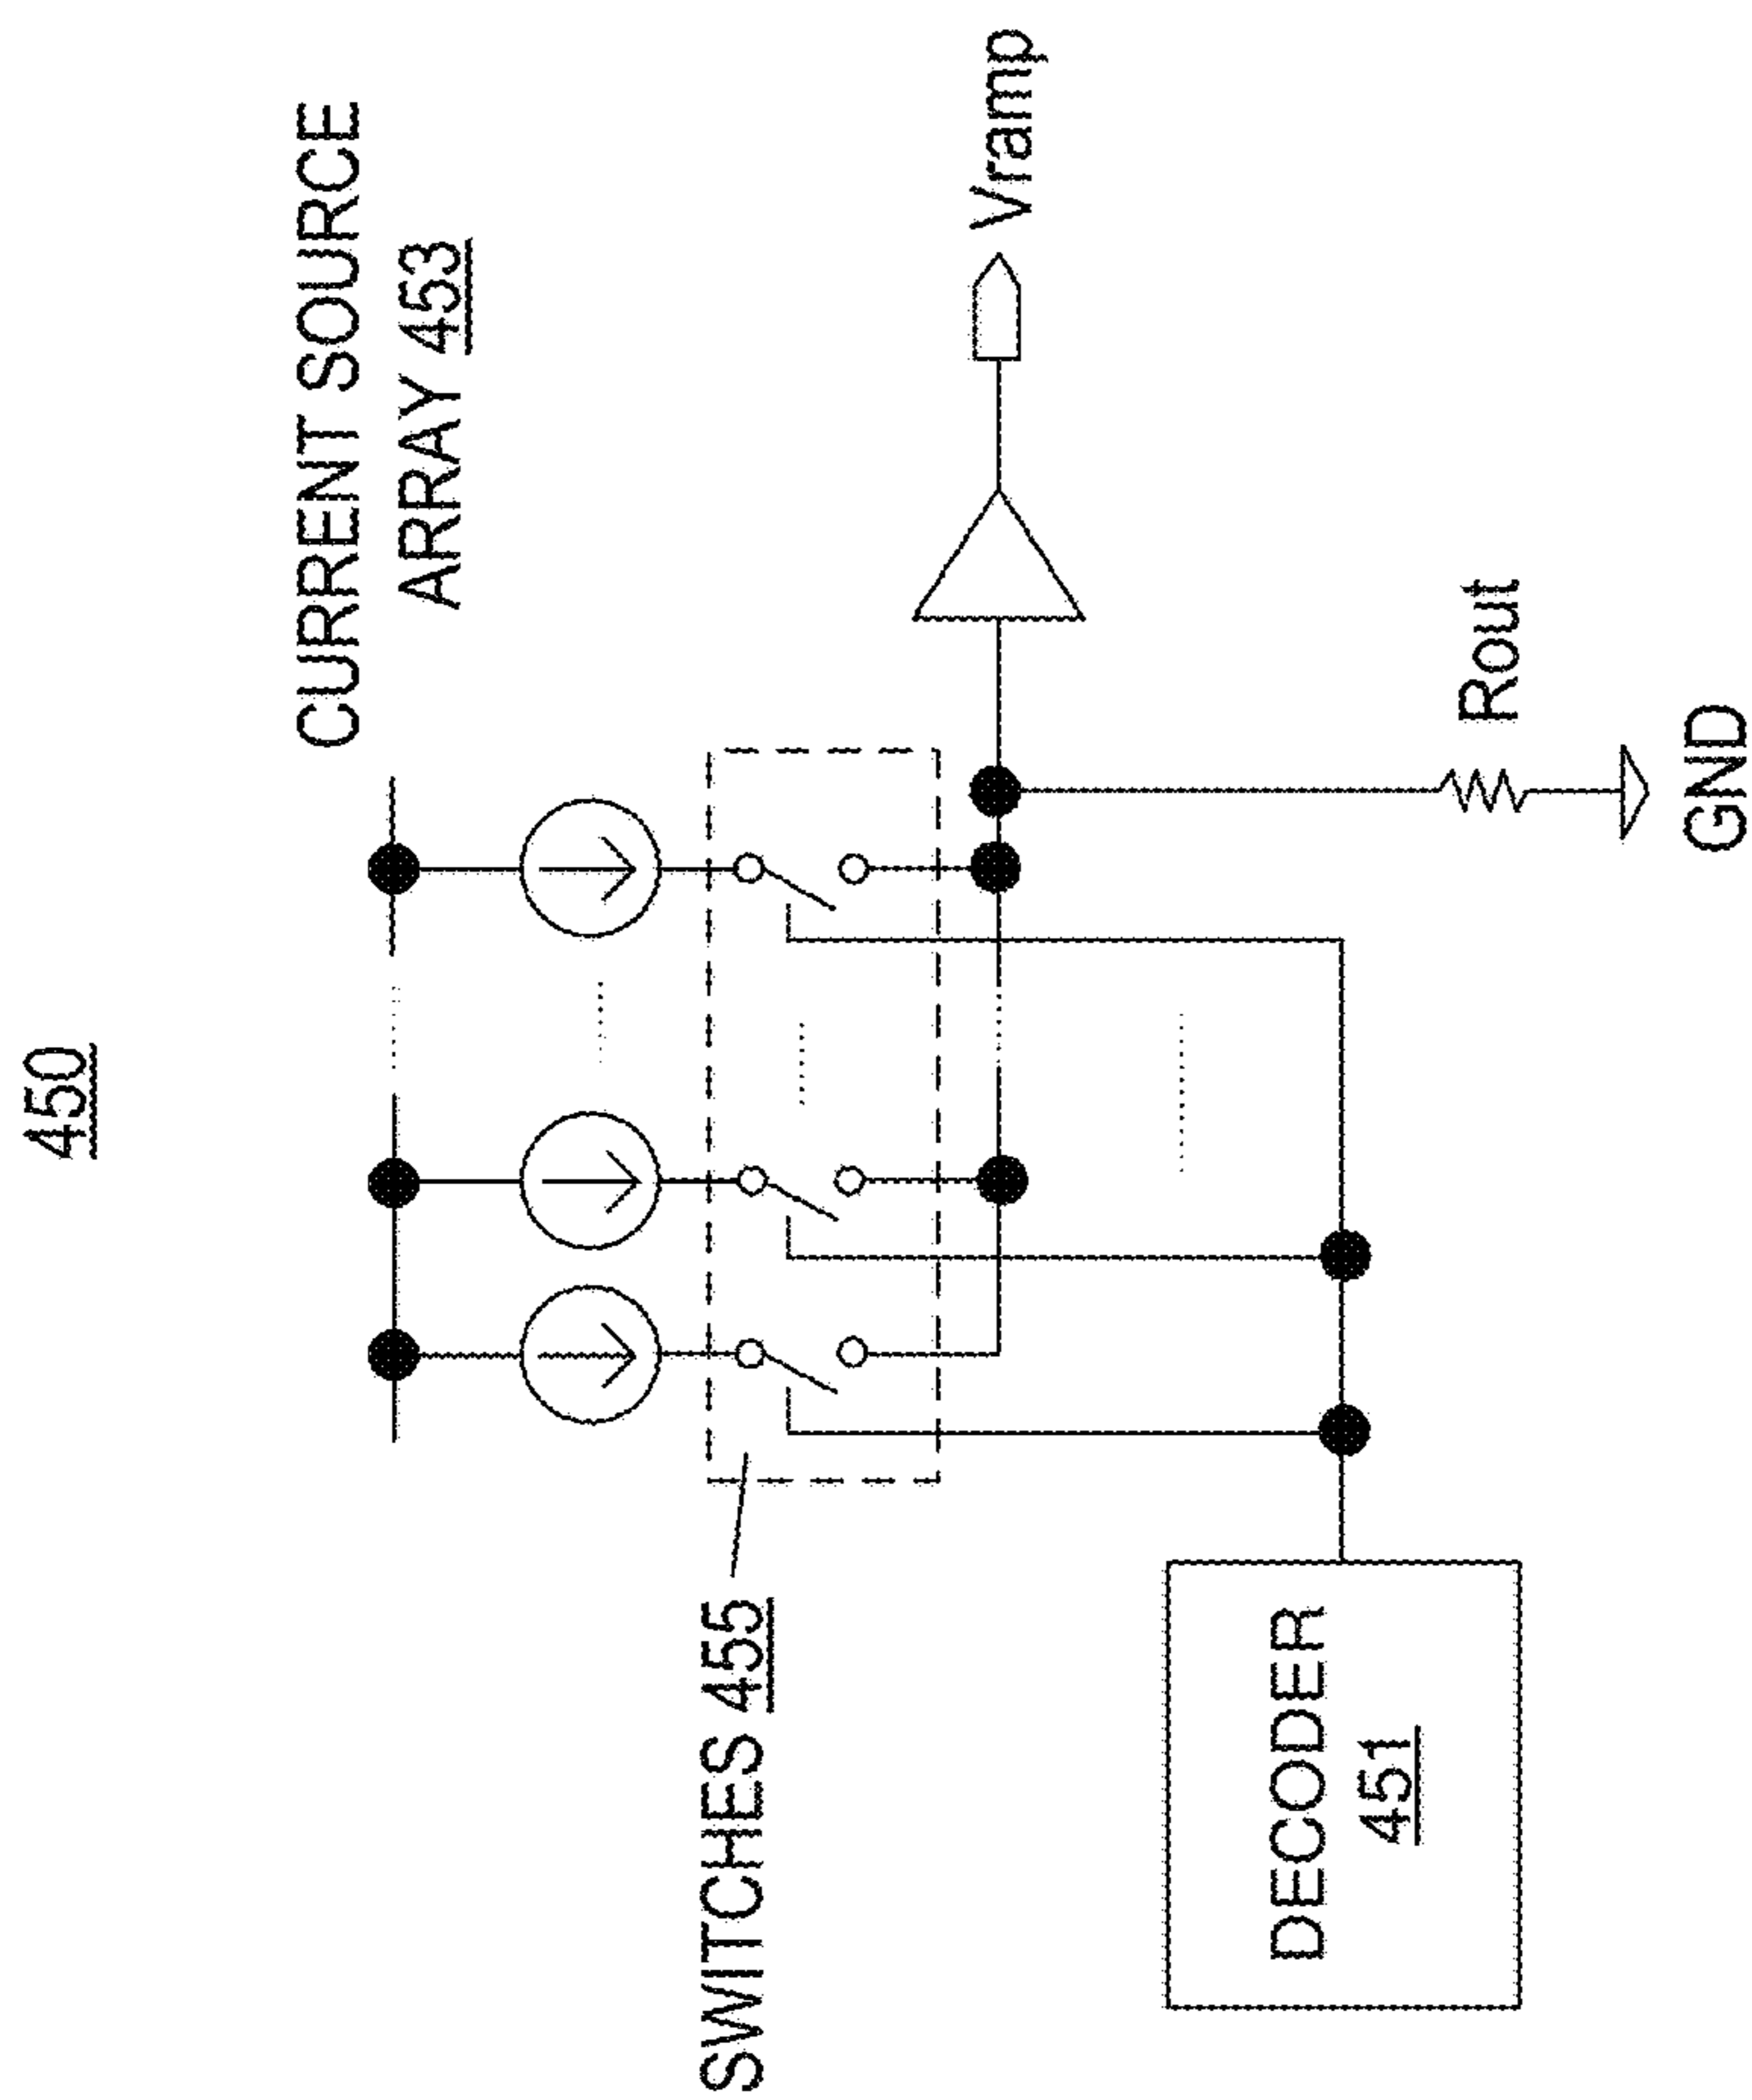 450
CURRENT SOURCE
ARRAY 453
SWITCHES 455
Vramp
DECODER
451
Rout
GND